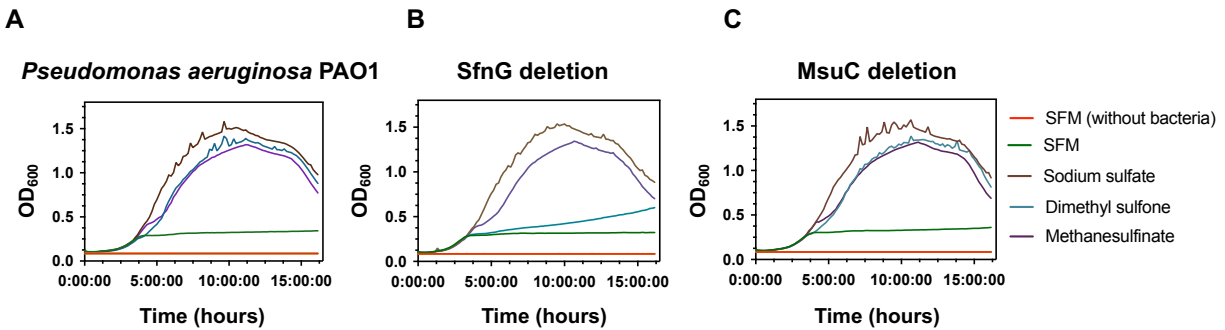 A
B
C
Pseudomonas aeruginosa PAO1
SfnG deletion
MsuC deletion
OD600
1.5
1.0
0.5
0.0
0:00:00
5:00:00
10:00:00
15:00:00
Time (hours)
OD600
1.5
1.0
0.5
0.0
0:00:00
5:00:00
10:00:00
15:00:00
Time (hours)
OD600
1.5
1.0
0.5
0.0
0:00:00
5:00:00
10:00:00
15:00:00
Time (hours)
SFM (without bacteria)
SFM
Sodium sulfate
Dimethyl sulfone
Methanesulfinate